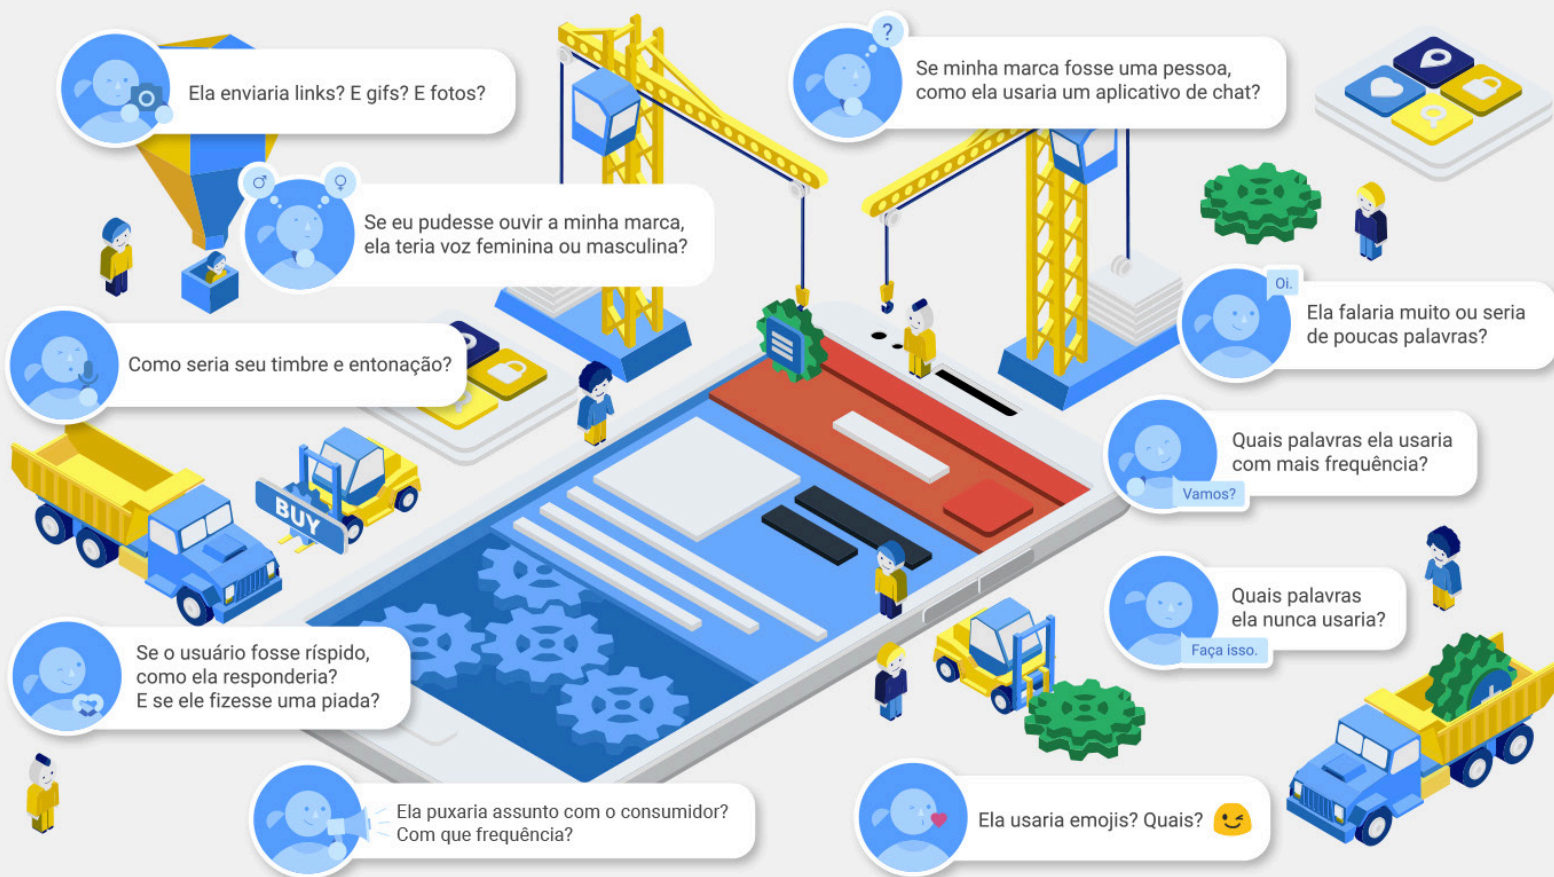 Ela enviaria links? E gifs? E fotos?
?
Se minha marca fosse uma pessoa,
como ela usaria um aplicativo de chat?
Se eu pudesse ouvir a minha marca,
ela teria voz feminina ou masculina?
Oi.
Ela falaria muito ou seria
de poucas palavras?
Como seria seu timbre e entonação?
Quais palavras ela usaria
com mais frequência?
Vamos?
BUY
Quais palavras
ela nunca usaria?
Faça isso.
Se o usuário fosse ríspido,
como ela responderia?
E se ele fizesse uma piada?
Ela puxaria assunto com o consumidor?
Com que frequência?
Ela usaria emojis? Quais? 😉